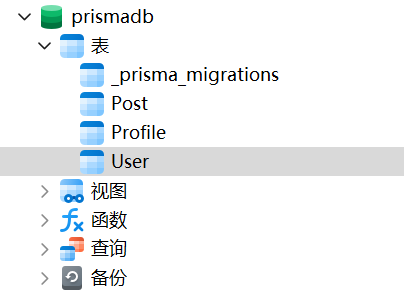 prismadb
表
_prisma_migrations
Post
Profile
User
视图
函数
查询
备份